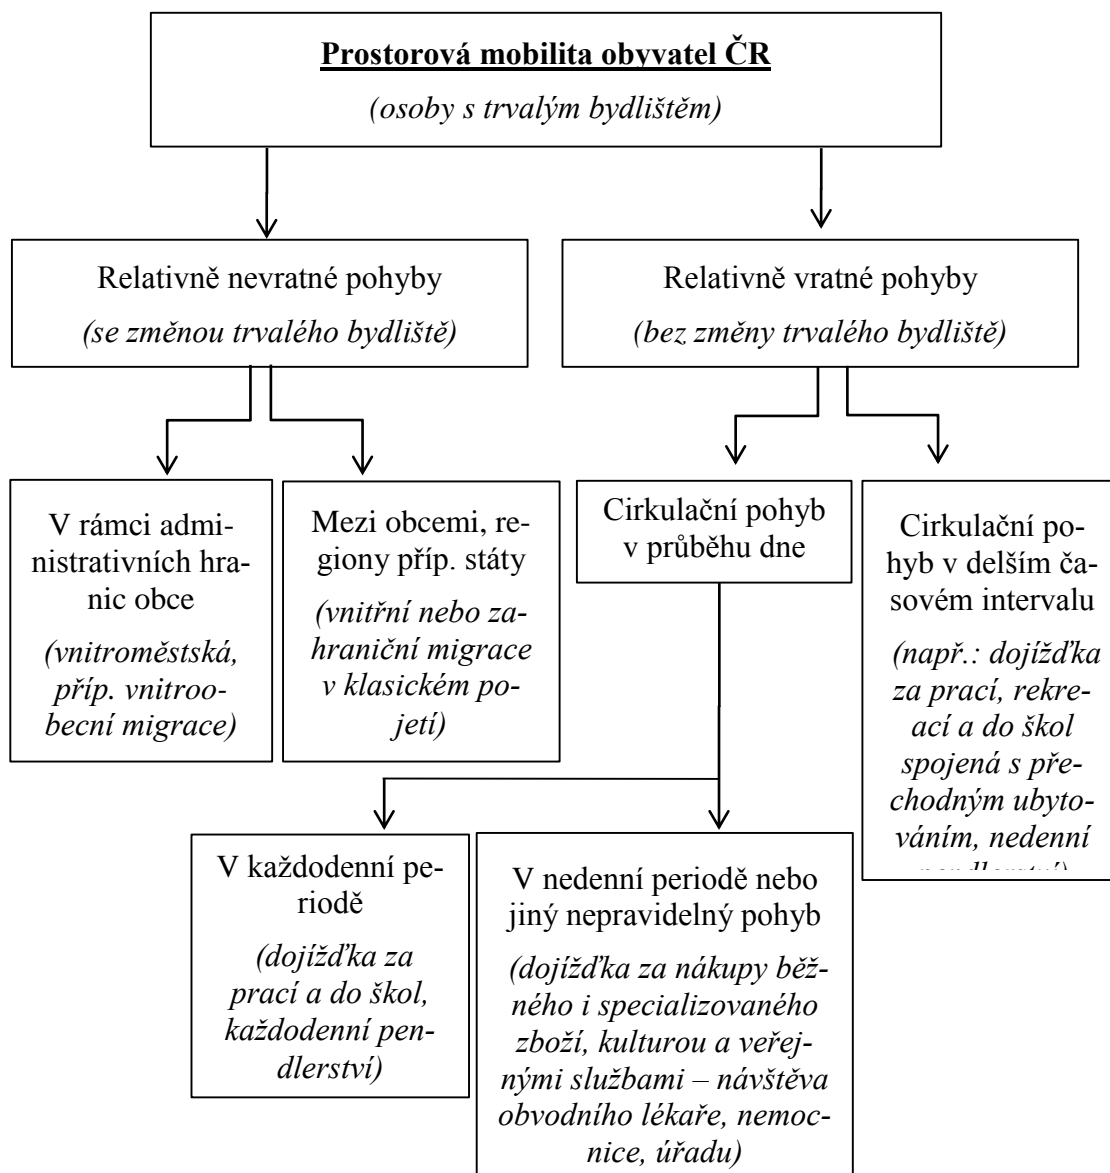 Prostorová mobilita obyvatel ČR
(osoby s trvalým bydlištěm)
Relativně nevratné pohyby
(se změnou trvalého bydliště)
Relativně vratné pohyby
(bez změny trvalého bydliště)
V rámci admi-
nistrativních hra-
nic obce
(vnitroměstská,
příp. vnitroo-
becní migrace)
Mezi obcemi, re-
giony příp. státy
(vnitřní nebo za-
hraniční migrace
v klasickém po-
jetí)
Cirkulační pohyb
v průběhu dne
Cirkulační po-
hyb v delším ča-
sovém intervalu
(např.: dojížďka
za prací, rekre-
ací a do škol
spojená s pře-
chodným ubyto-
váním, nedenní
V každodenní pe-
riodě
(dojížďka za
prací a do škol,
každodenní pen-
dlerství)
V nedenní periodě nebo
jiný nepravidelný pohyb
(dojížďka za nákupy běž-
ného i specializovaného
zboží, kulturou a veřej-
nými službami – návštěva
obvodního lékaře, nemoc-
nice, úřadu)